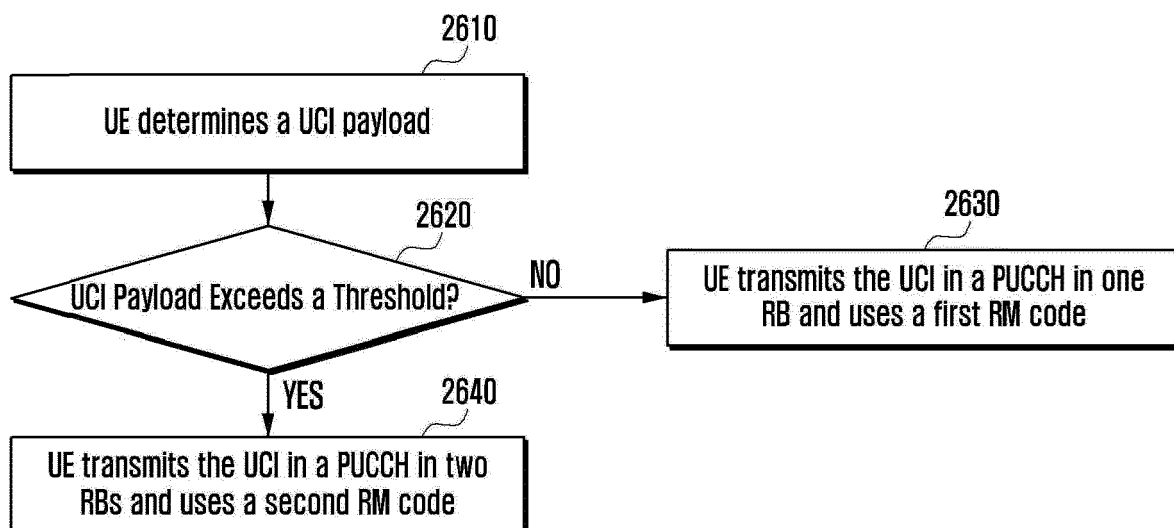 2610
UE determines a UCI payload
2620
UCI Payload Exceeds a Threshold?
NO
2630
UE transmits the UCI in a PUCCH in one
RB and uses a first RM code
YES
2640
UE transmits the UCI in a PUCCH in two
RBs and uses a second RM code